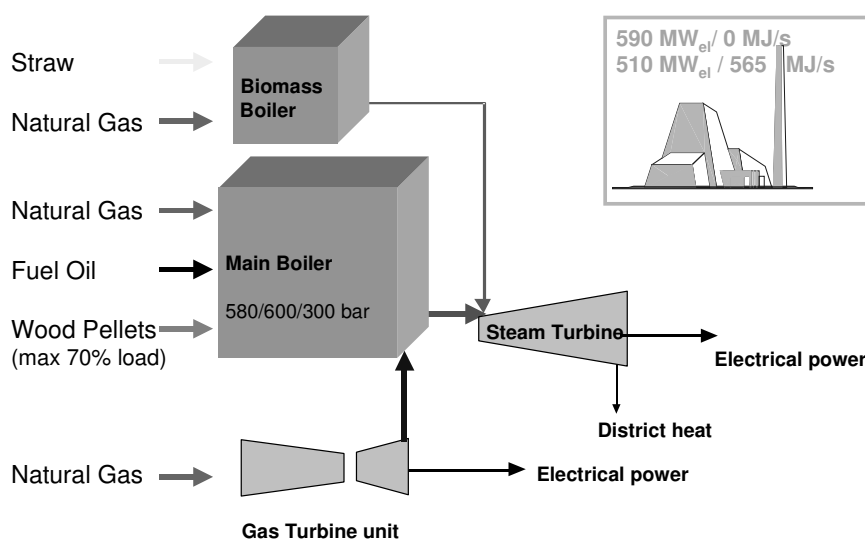 590 MWel/ 0 MJ/s
510 MWel / 565 MJ/s
Straw
Biomass
Boiler
Natural Gas
Natural Gas
Fuel Oil
Main Boiler
580/600/300 bar
Wood Pellets
(max 70% load)
Steam Turbine
Electrical power
District heat
Natural Gas
Electrical power
Gas Turbine unit